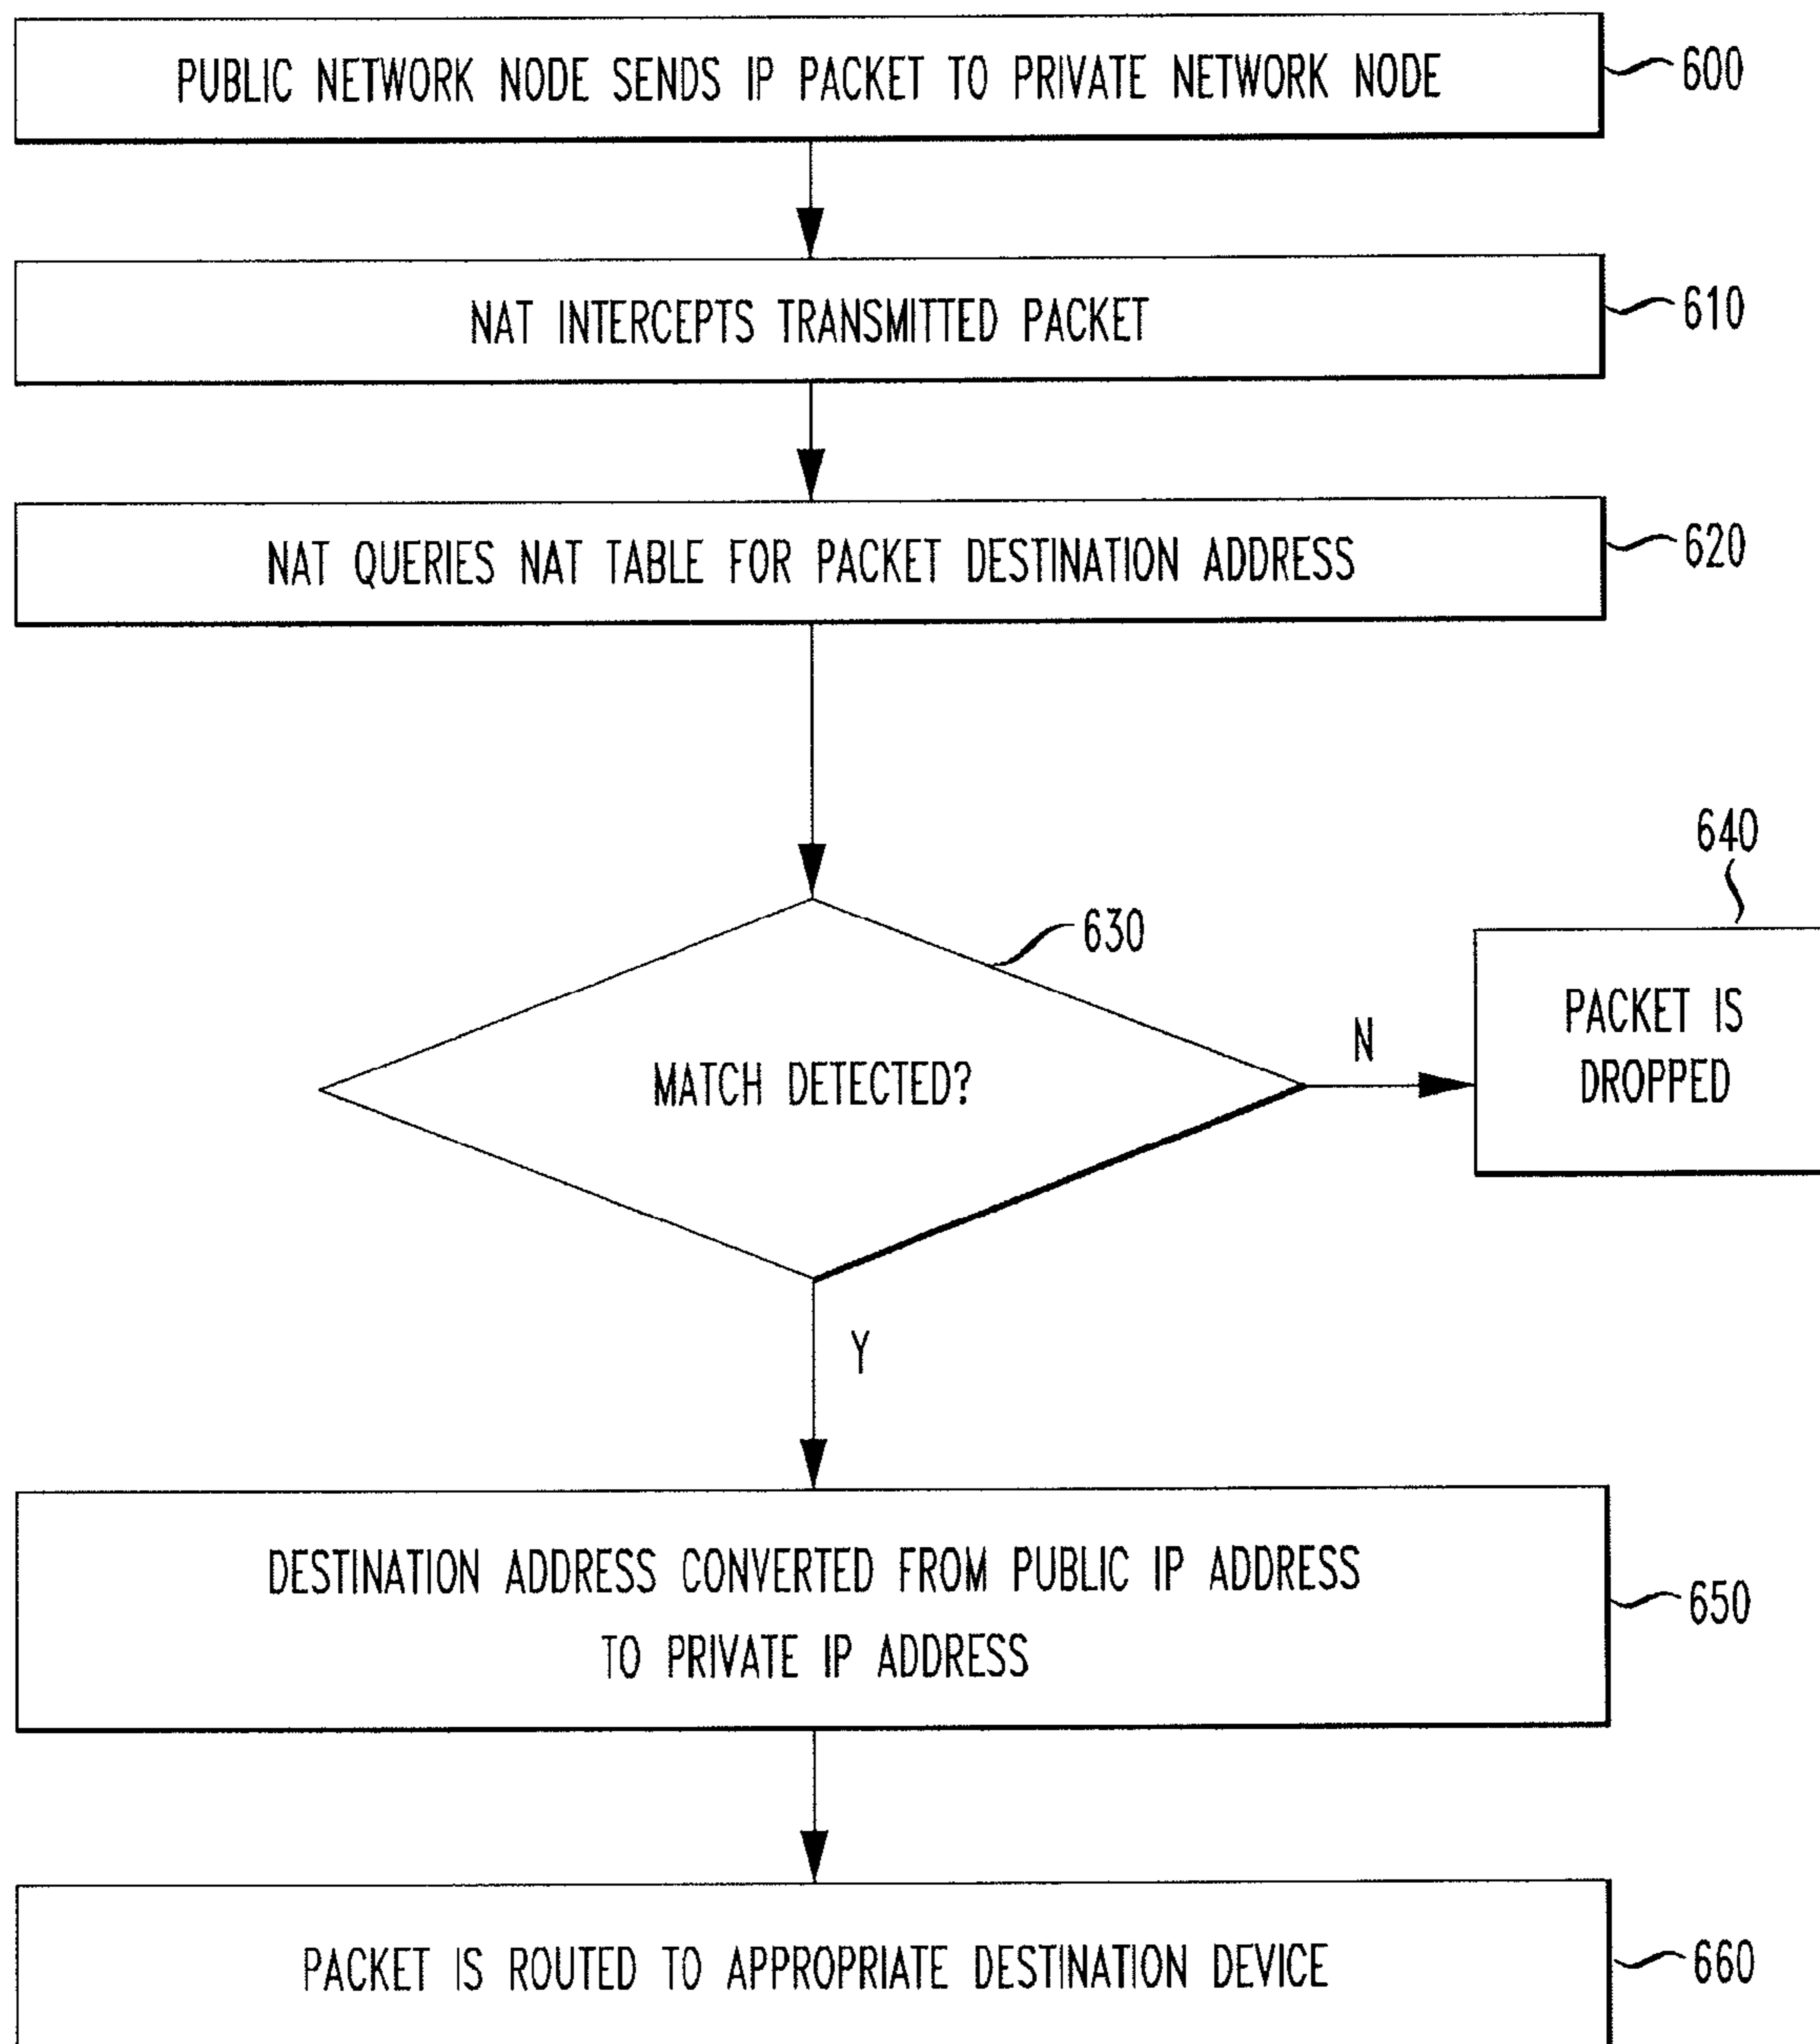 PUBLIC NETWORK NODE SENDS IP PACKET TO PRIVATE NETWORK NODE
600
NAT INTERCEPTS TRANSMITTED PACKET
610
NAT QUERIES NAT TABLE FOR PACKET DESTINATION ADDRESS
620
630
MATCH DETECTED?
N
640
PACKET IS
DROPPED
Y
DESTINATION ADDRESS CONVERTED FROM PUBLIC IP ADDRESS
TO PRIVATE IP ADDRESS
650
PACKET IS ROUTED TO APPROPRIATE DESTINATION DEVICE
660